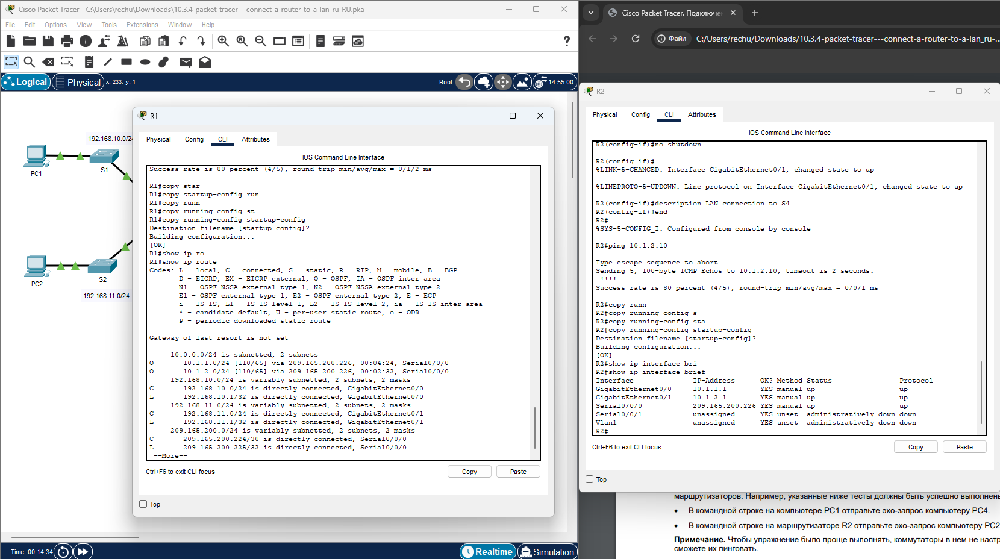 Cisco Packet Tracer - C:\Users\rechu\Downloads\10.3.4-packet-tracer---connect-a-router-to-a-lan_ru-RU.pka
File Edit Options View Tools Extensions Window Help
Logical Physical x: 233, y: 1 Root 14:55:00
192.168.10.0/24
PC1
S1
PC2
S2
192.168.11.0/24
R1
Physical Config CLI Attributes
IOS Command Line Interface
Success rate is 80 percent (4/5), round-trip min/avg/max = 0/1/2 ms
R1#copy star
R1#copy startup-config run
R1#copy runn
R1#copy running-config st
R1#copy running-config startup-config
Destination filename [startup-config]?
Building configuration...
[OK]
R1#show ip ro
R1#show ip route
Codes: L - local, C - connected, S - static, R - RIP, M - mobile, B - BGP
D - EIGRP, EX - EIGRP external, O - OSPF, IA - OSPF inter area
N1 - OSPF NSSA external type 1, N2 - OSPF NSSA external type 2
E1 - OSPF external type 1, E2 - OSPF external type 2, E - EGP
i - IS-IS, L1 - IS-IS level-1, L2 - IS-IS level-2, ia - IS-IS inter area
* - candidate default, U - per-user static route, o - ODR
P - periodic downloaded static route
Gateway of last resort is not set
10.0.0.0/24 is subnetted, 2 subnets
O 10.1.1.0/24 [110/65] via 209.165.200.226, 00:04:24, Serial0/0/0
O 10.1.2.0/24 [110/65] via 209.165.200.226, 00:02:32, Serial0/0/0
192.168.10.0/24 is variably subnetted, 2 subnets, 2 masks
C 192.168.10.0/24 is directly connected, GigabitEthernet0/0
L 192.168.10.1/32 is directly connected, GigabitEthernet0/0
192.168.11.0/24 is variably subnetted, 2 subnets, 2 masks
C 192.168.11.0/24 is directly connected, GigabitEthernet0/1
L 192.168.11.1/32 is directly connected, GigabitEthernet0/1
209.165.200.0/24 is variably subnetted, 2 subnets, 2 masks
C 209.165.200.224/30 is directly connected, Serial0/0/0
L 209.165.200.225/32 is directly connected, Serial0/0/0
--More--
Ctrl+F6 to exit CLI focus Copy Paste
Top
Time: 00:14:34 Realtime Simulation
Cisco Packet Tracer. Подключе
Файл C:/Users/rechu/Downloads/10.3.4-packet-tracer---connect-a-router-to-a-lan_ru-...
R2
Physical Config CLI Attributes
IOS Command Line Interface
R2(config-if)#no shutdown
R2(config-if)#
%LINK-5-CHANGED: Interface GigabitEthernet0/1, changed state to up
%LINEPROTO-5-UPDOWN: Line protocol on Interface GigabitEthernet0/1, changed state to up
R2(config-if)#description LAN connection to S4
R2(config-if)#end
R2#
%SYS-5-CONFIG_I: Configured from console by console
R2#ping 10.1.2.10
Type escape sequence to abort.
Sending 5, 100-byte ICMP Echos to 10.1.2.10, timeout is 2 seconds:
.!!!!
Success rate is 80 percent (4/5), round-trip min/avg/max = 0/0/1 ms
R2#copy runn
R2#copy running-config s
R2#copy running-config sta
R2#copy running-config startup-config
Destination filename [startup-config]?
Building configuration...
[OK]
R2#show ip interface bri
R2#show ip interface brief
Interface IP-Address OK? Method Status Protocol
GigabitEthernet0/0 10.1.1.1 YES manual up up
GigabitEthernet0/1 10.1.2.1 YES manual up up
Serial0/0/0 209.165.200.226 YES manual up up
Serial0/0/1 unassigned YES unset administratively down down
Vlan1 unassigned YES unset administratively down down
R2#
Ctrl+F6 to exit CLI focus Copy Paste
Top
маршрутизаторов. Например, указанные ниже тесты должны быть успешно выполнень
• В командной строке на компьютере PC1 отправьте эхо-запрос компьютеру PC4.
• В командной строке на маршрутизаторе R2 отправьте эхо-запрос компьютеру PC2
Примечание. Чтобы упражнение было проще выполнять, коммутаторы в нем не настр
сможете их пинговать.